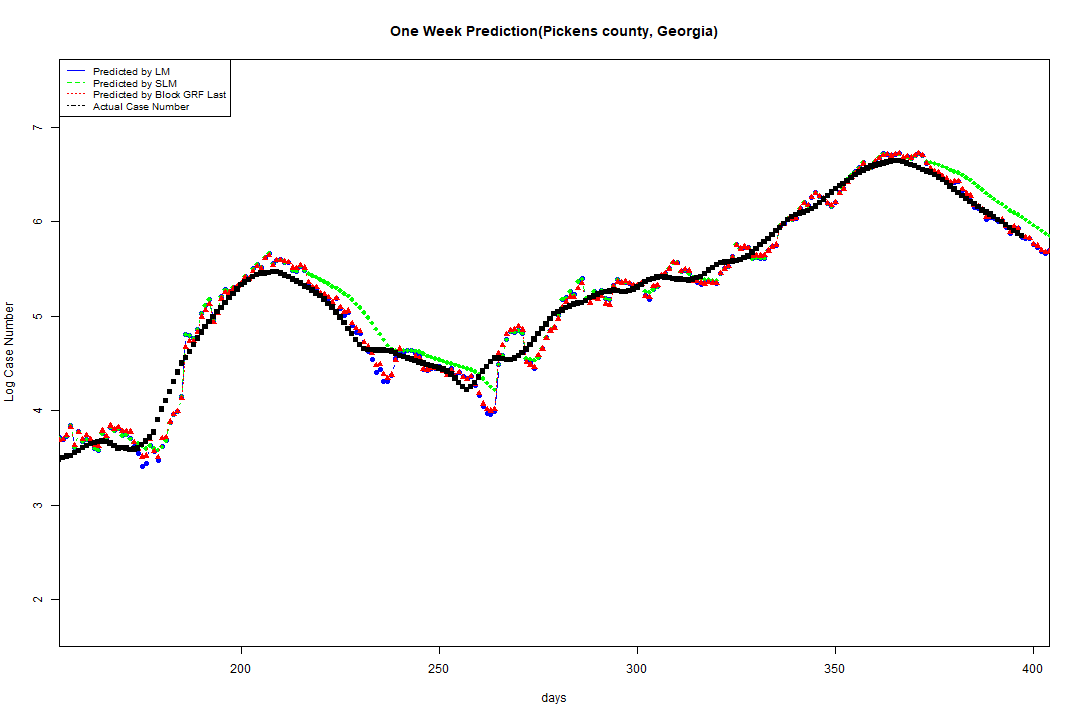 One Week Prediction(Pickens county, Georgia)
Predicted by LM
Predicted by SLM
Predicted by Block GRF Last
Actual Case Number
Log Case Number
7
6
5
4
3
2
200 250 300 350 400
days